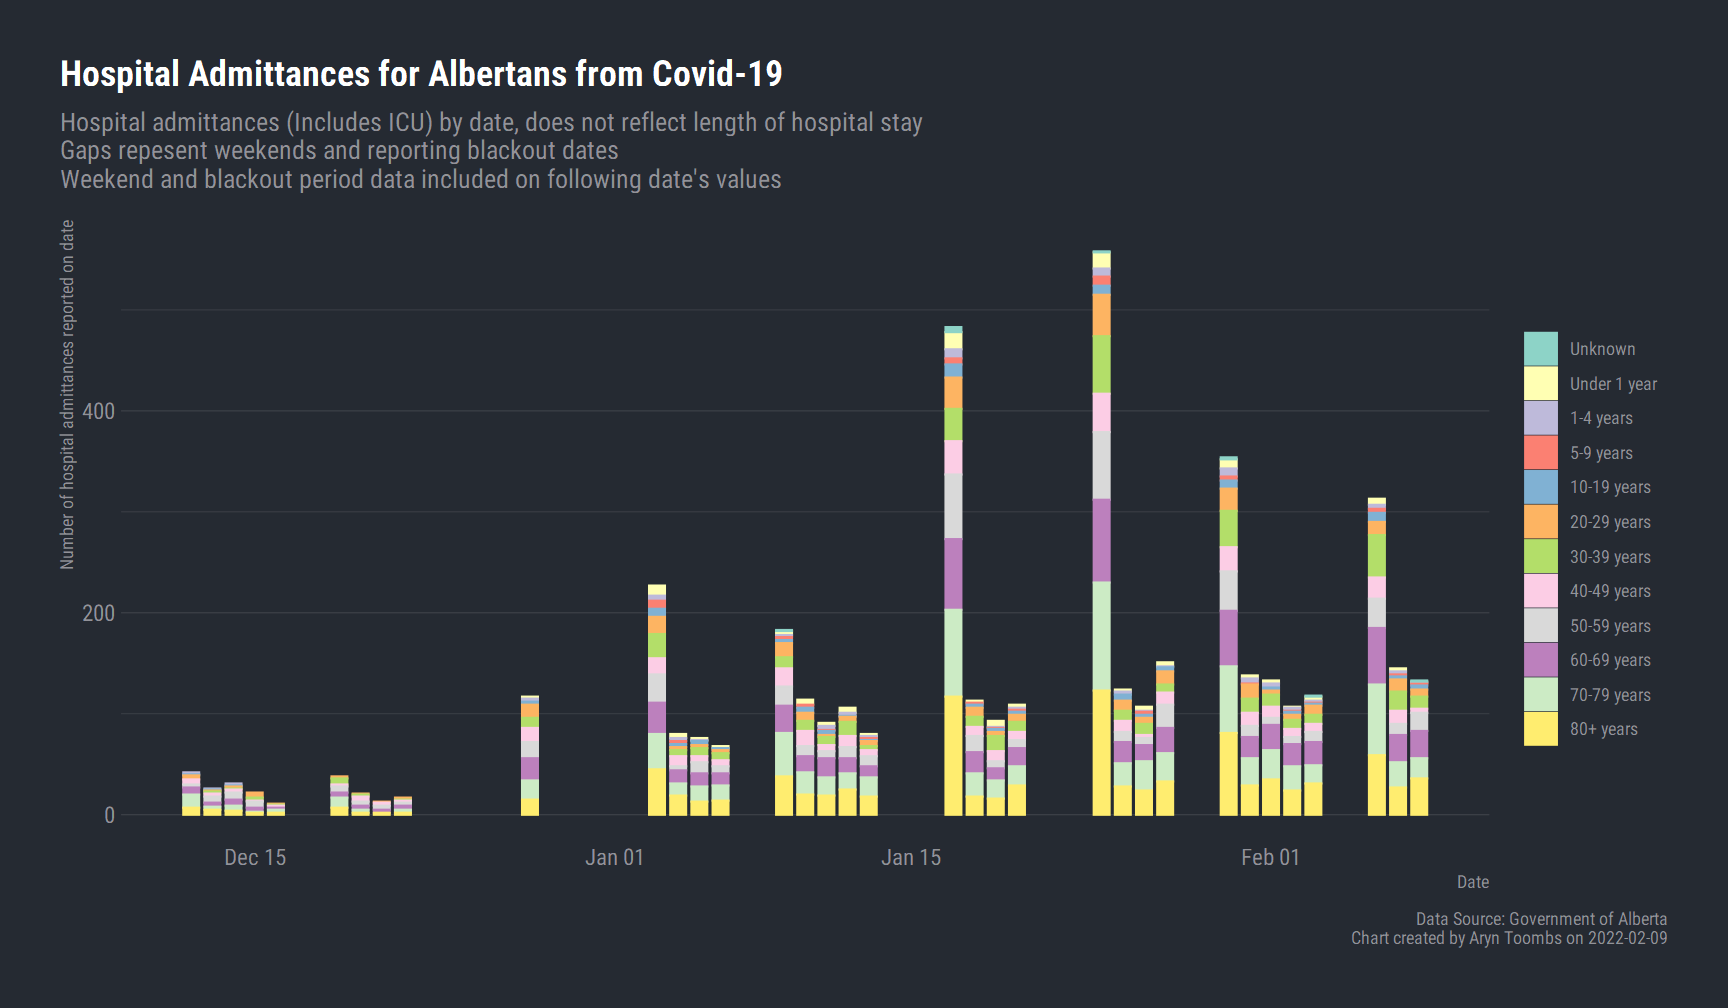 Hospital Admittances for Albertans from Covid-19
Hospital admittances (Includes ICU) by date, does not reflect length of hospital stay
Gaps repesent weekends and reporting blackout dates
Weekend and blackout period data included on following date's values
Number of hospital admittances reported on date
400
200
0
Dec 15
Jan 01
Jan 15
Feb 01
Date
Unknown
Under 1 year
1-4 years
5-9 years
10-19 years
20-29 years
30-39 years
40-49 years
50-59 years
60-69 years
70-79 years
80+ years
Data Source: Government of Alberta
Chart created by Aryn Toombs on 2022-02-09